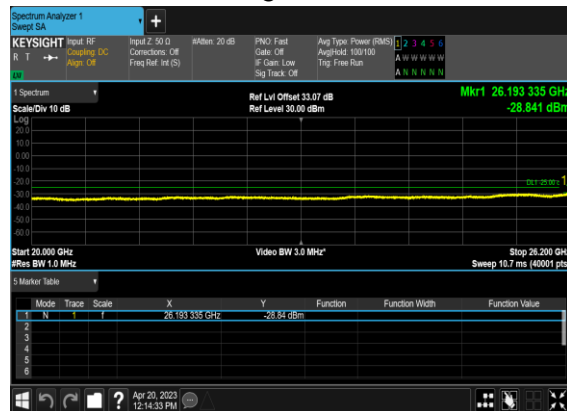 Spectrum Analyzer 1
Swept SA
+
KEYSIGHT Input: RF
R T Coupling: DC
Align: Off
Input Z: 50 Ω
Corrections: Off
Freq Ref: Int (S)
#Atten: 20 dB
PNO: Fast
Gate: Off
IF Gain: Low
Sig Track: Off
Avg Type: Power (RMS)
Avg|Hold: 100/100
Trig: Free Run
1 2 3 4 5 6
A W W W W W
A N N N N N
LXI
1 Spectrum
Scale/Div 10 dB
Ref Lvl Offset 33.07 dB
Ref Level 30.00 dBm
Mkr1 26.193 335 GHz
-28.841 dBm
Log
20.0
10.0
0.00
-10.0
-20.0
-30.0
-40.0
-50.0
-60.0
1
Start 20.000 GHz
#Res BW 1.0 MHz
Video BW 3.0 MHz*
Stop 26.200 GHz
Sweep 10.7 ms (40001 pts)
5 Marker Table
Mode Trace Scale X Y Function Function Width Function Value
1 N 1 f 26.193 335 GHz -28.84 dBm
2
3
4
5
6
?
Apr 20, 2023
12:14:33 PM